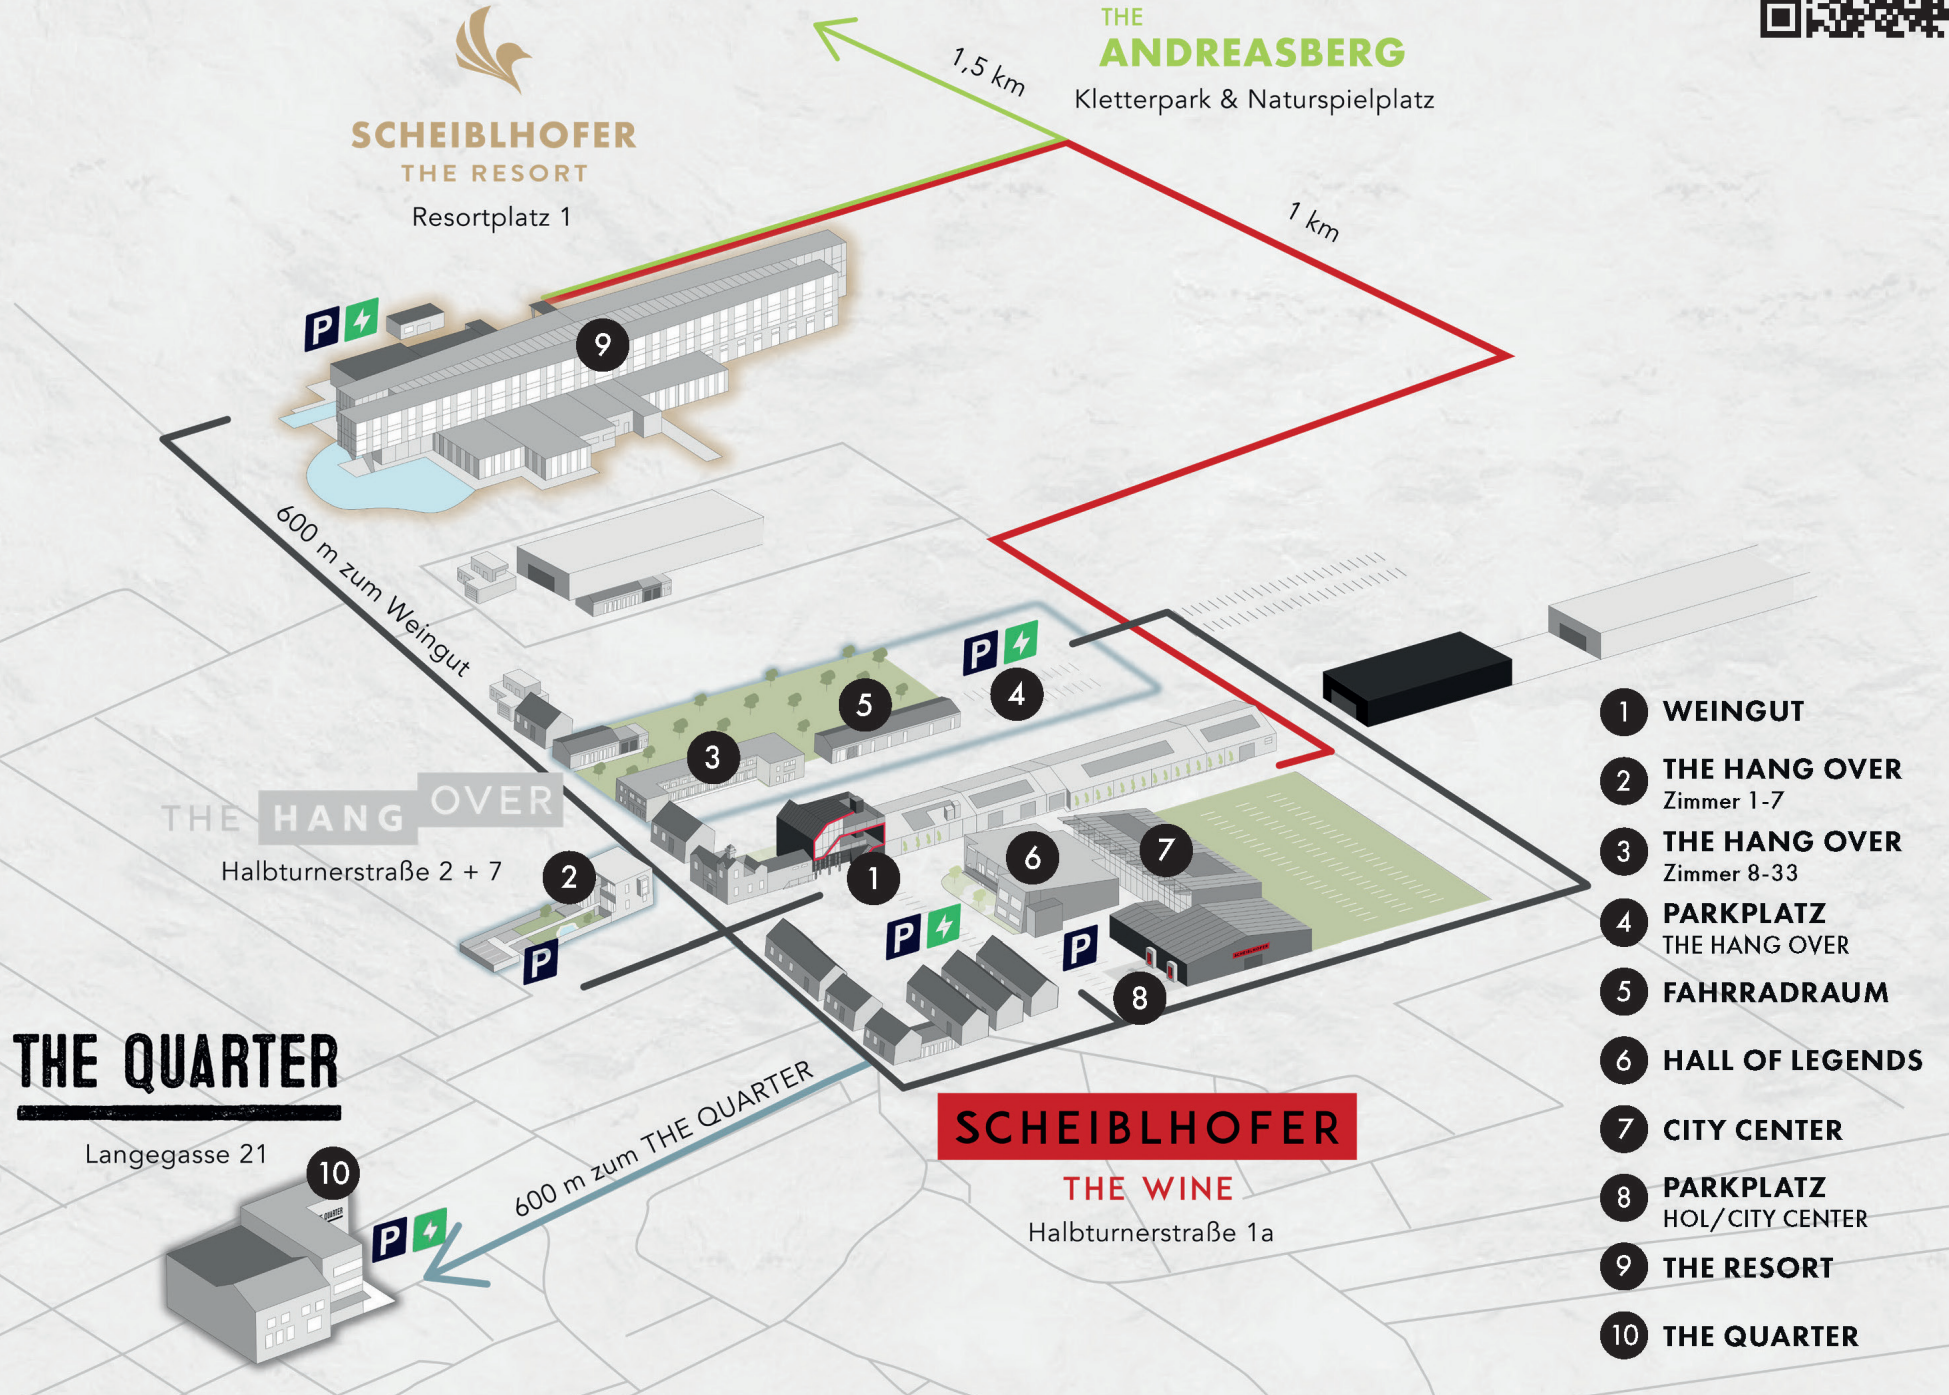 SCHEIBLHOFER
THE RESORT
Resortplatz 1
1,5 km
THE
ANDREASBERG
Kletterpark & Naturspielplatz
1 km
P
9
600 m zum Weingut
P
4
5
3
THE HANG OVER
Halbturnerstraße 2 + 7
2
P
1
6
7
P
P
SCHEIBLHOFER
8
THE QUARTER
Langegasse 21
10
QUARTER
P
600 m zum THE QUARTER
SCHEIBLHOFER
THE WINE
Halbturnerstraße 1a
1 WEINGUT
2 THE HANG OVER
Zimmer 1-7
3 THE HANG OVER
Zimmer 8-33
4 PARKPLATZ
THE HANG OVER
5 FAHRRADRAUM
6 HALL OF LEGENDS
7 CITY CENTER
8 PARKPLATZ
HOL/CITY CENTER
9 THE RESORT
10 THE QUARTER